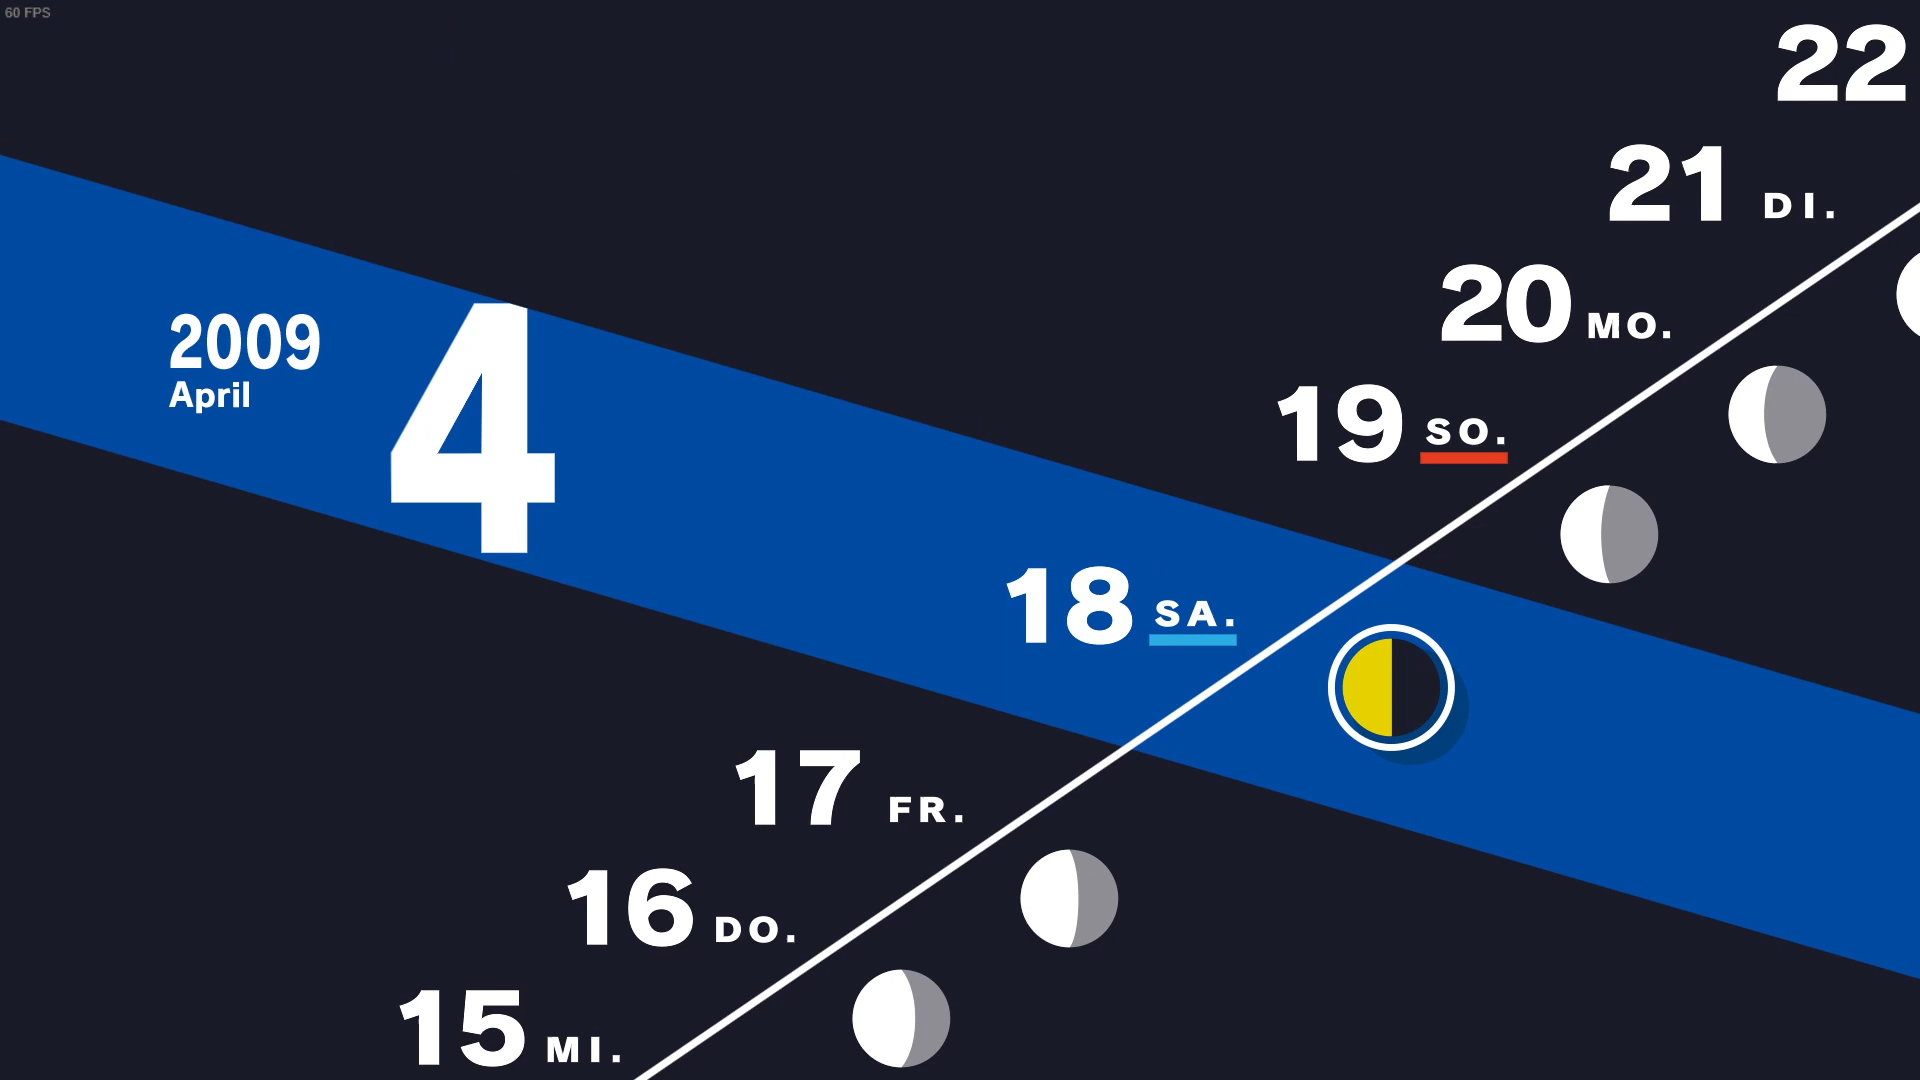 60 FPS
22
21 DI.
20 MO.
19 SO.
2009
April
4
18 SA.
17 FR.
16 DO.
15 MI.